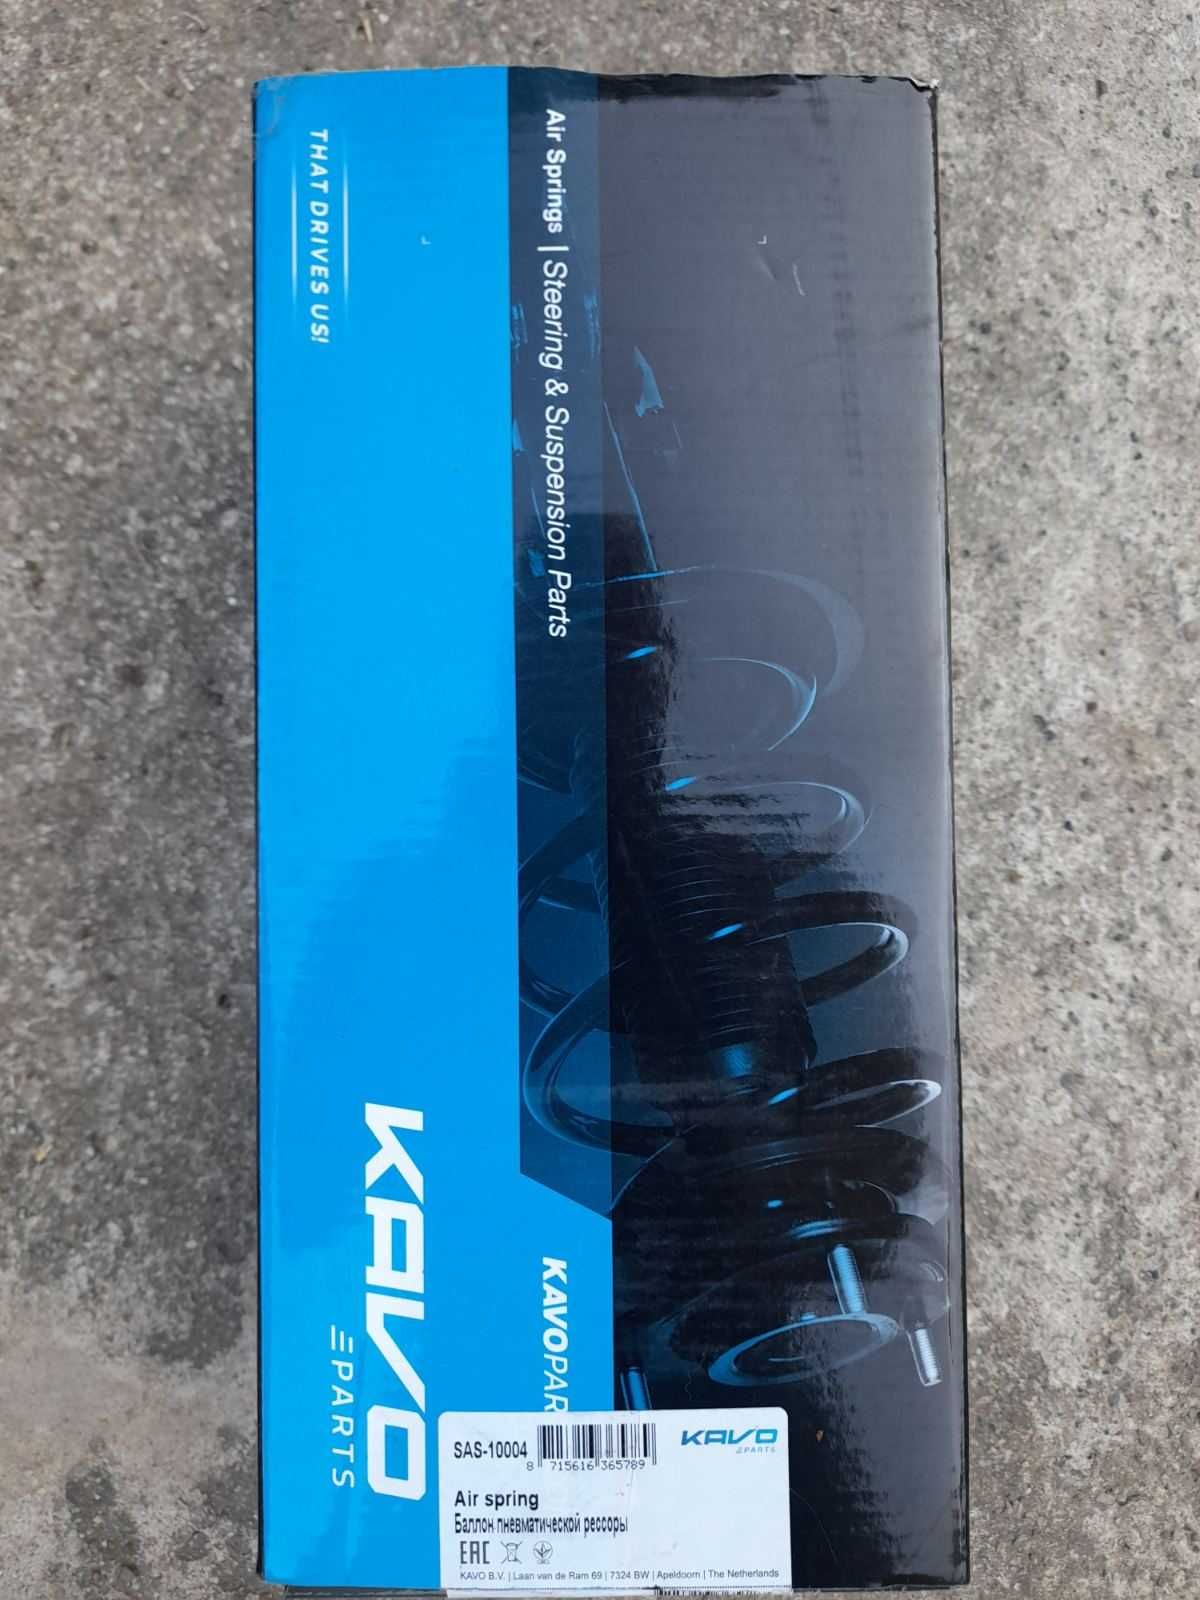 THAT DRIVES US!
Air Springs | Steering & Suspension Parts
KAVO
PARTS
KAVOPAR
SAS-10004
8 715616 365789
KAVO
PARTS
Air spring
Баллон пневматической рессоры
EAC
KAVO B.V. | Laan van de Ram 69 | 7324 BW | Apeldoorn | The Netherlands